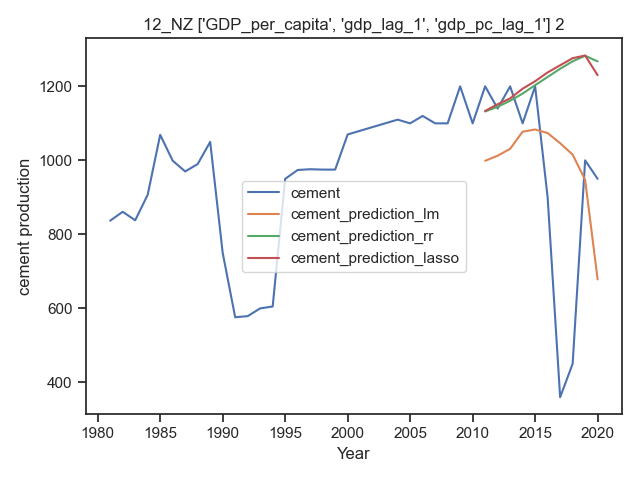 12_NZ ['GDP_per_capita', 'gdp_lag_1', 'gdp_pc_lag_1'] 2
1200
1000
800
600
400
cement production
cement
cement_prediction_lm
cement_prediction_rr
cement_prediction_lasso
1980 1985 1990 1995 2000 2005 2010 2015 2020
Year